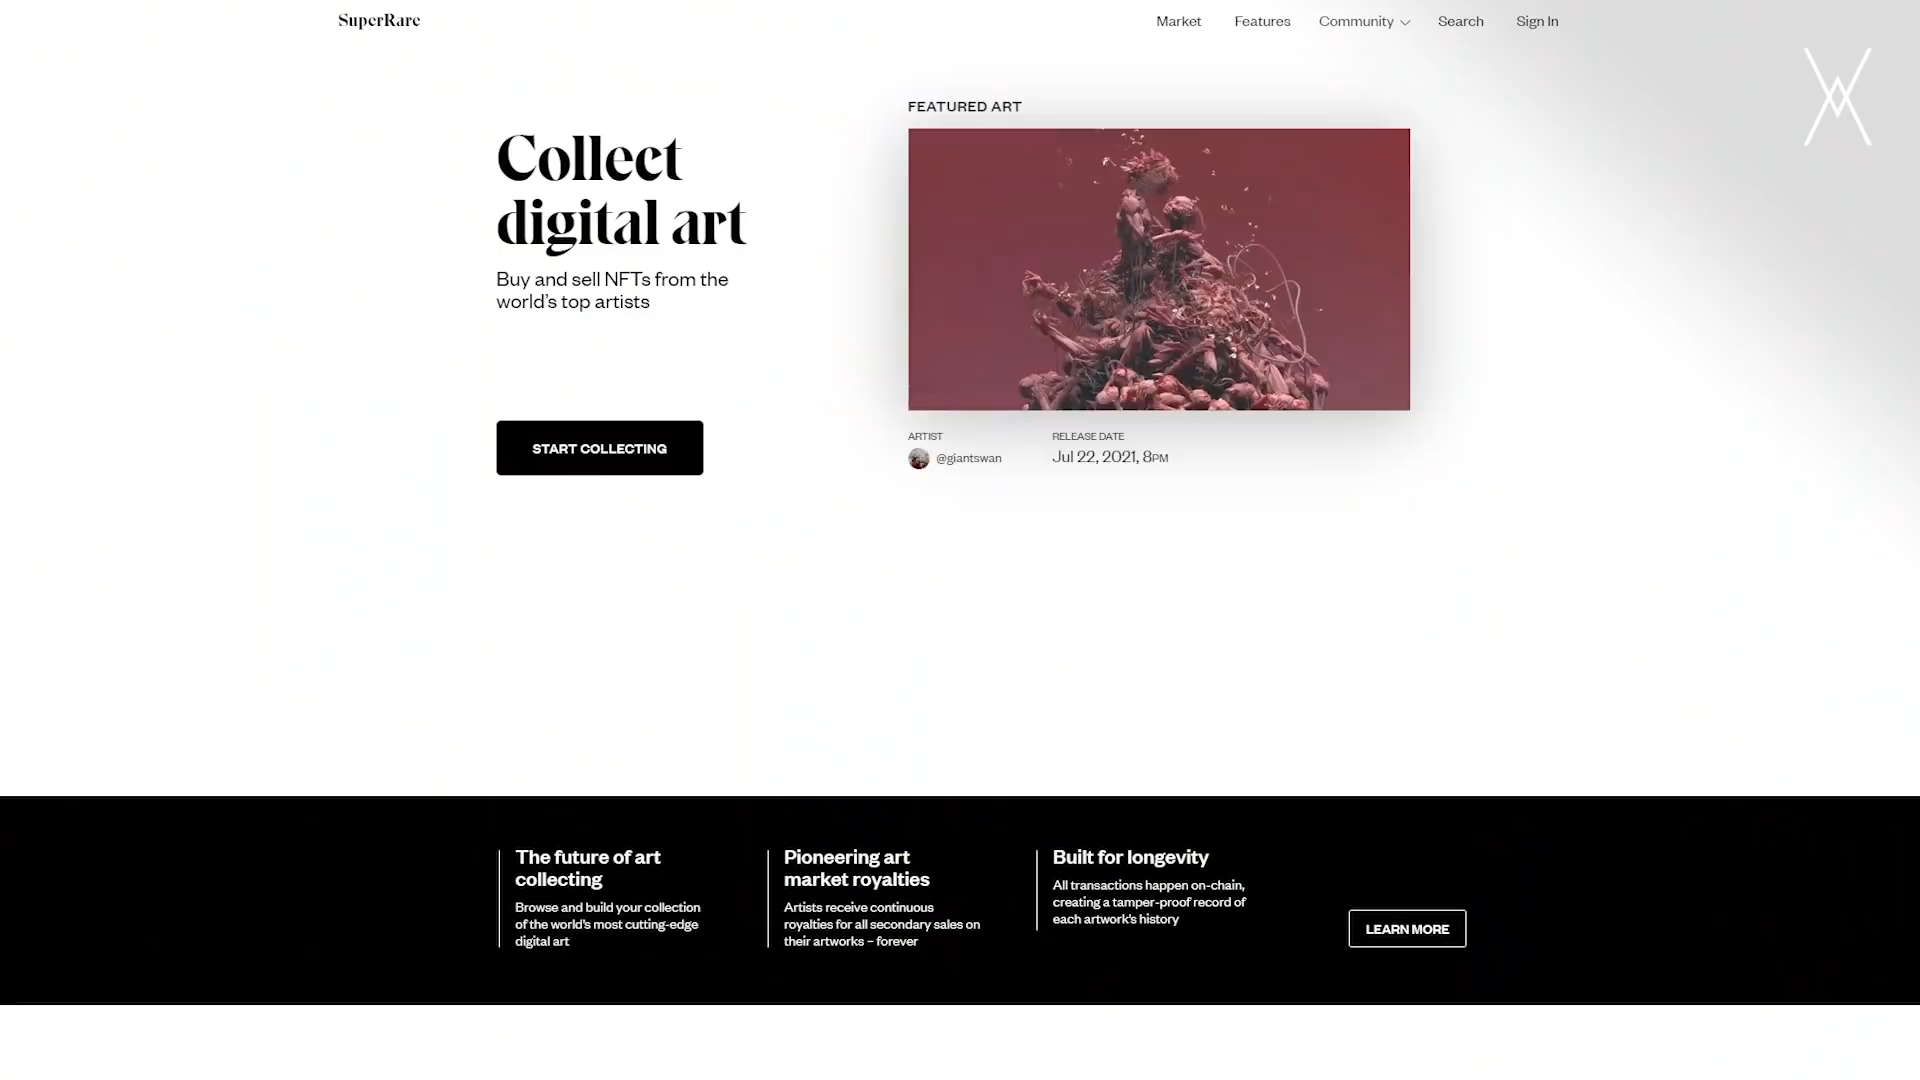 SuperRare
Market
Features
Community
Search
Sign In
Collect
digital art
Buy and sell NFTs from the
world's top artists
START COLLECTING
FEATURED ART
ARTIST
@giantswan
RELEASE DATE
Jul 22, 2021, 8PM
The future of art
collecting
Browse and build your collection
of the world's most cutting-edge
digital art
Pioneering art
market royalties
Artists receive continuous
royalties for all secondary sales on
their artworks – forever
Built for longevity
All transactions happen on-chain,
creating a tamper-proof record of
each artwork's history
LEARN MORE